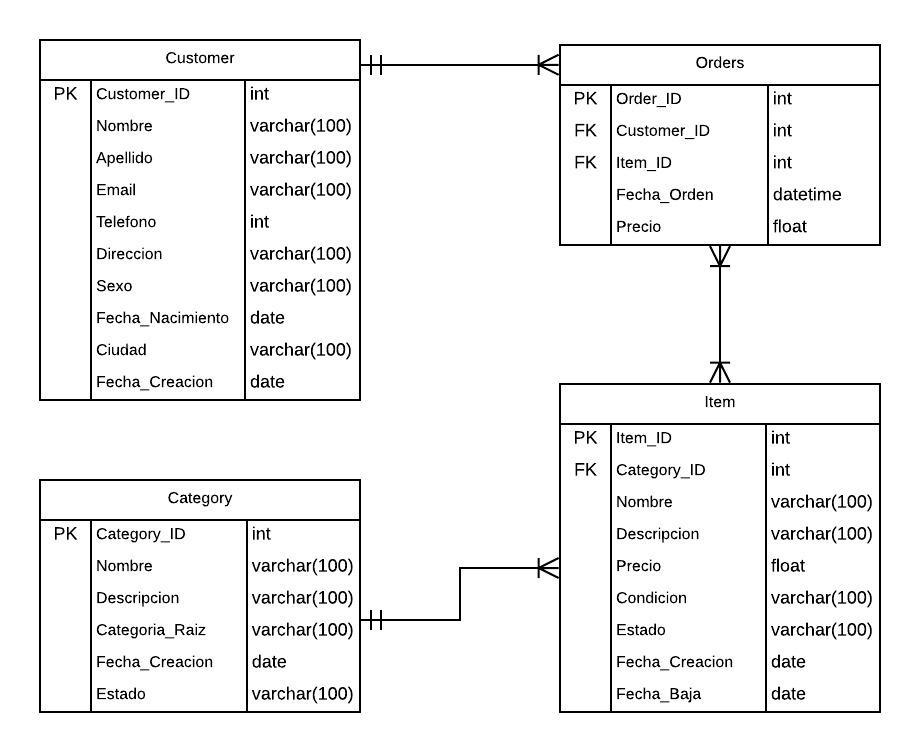 Customer
PK Customer_ID int
Nombre varchar(100)
Apellido varchar(100)
Email varchar(100)
Telefono int
Direccion varchar(100)
Sexo varchar(100)
Fecha_Nacimiento date
Ciudad varchar(100)
Fecha_Creacion date
Orders
PK Order_ID int
FK Customer_ID int
FK Item_ID int
Fecha_Orden datetime
Precio float
Category
PK Category_ID int
Nombre varchar(100)
Descripcion varchar(100)
Categoria_Raiz varchar(100)
Fecha_Creacion date
Estado varchar(100)
Item
PK Item_ID int
FK Category_ID int
Nombre varchar(100)
Descripcion varchar(100)
Precio float
Condicion varchar(100)
Estado varchar(100)
Fecha_Creacion date
Fecha_Baja date